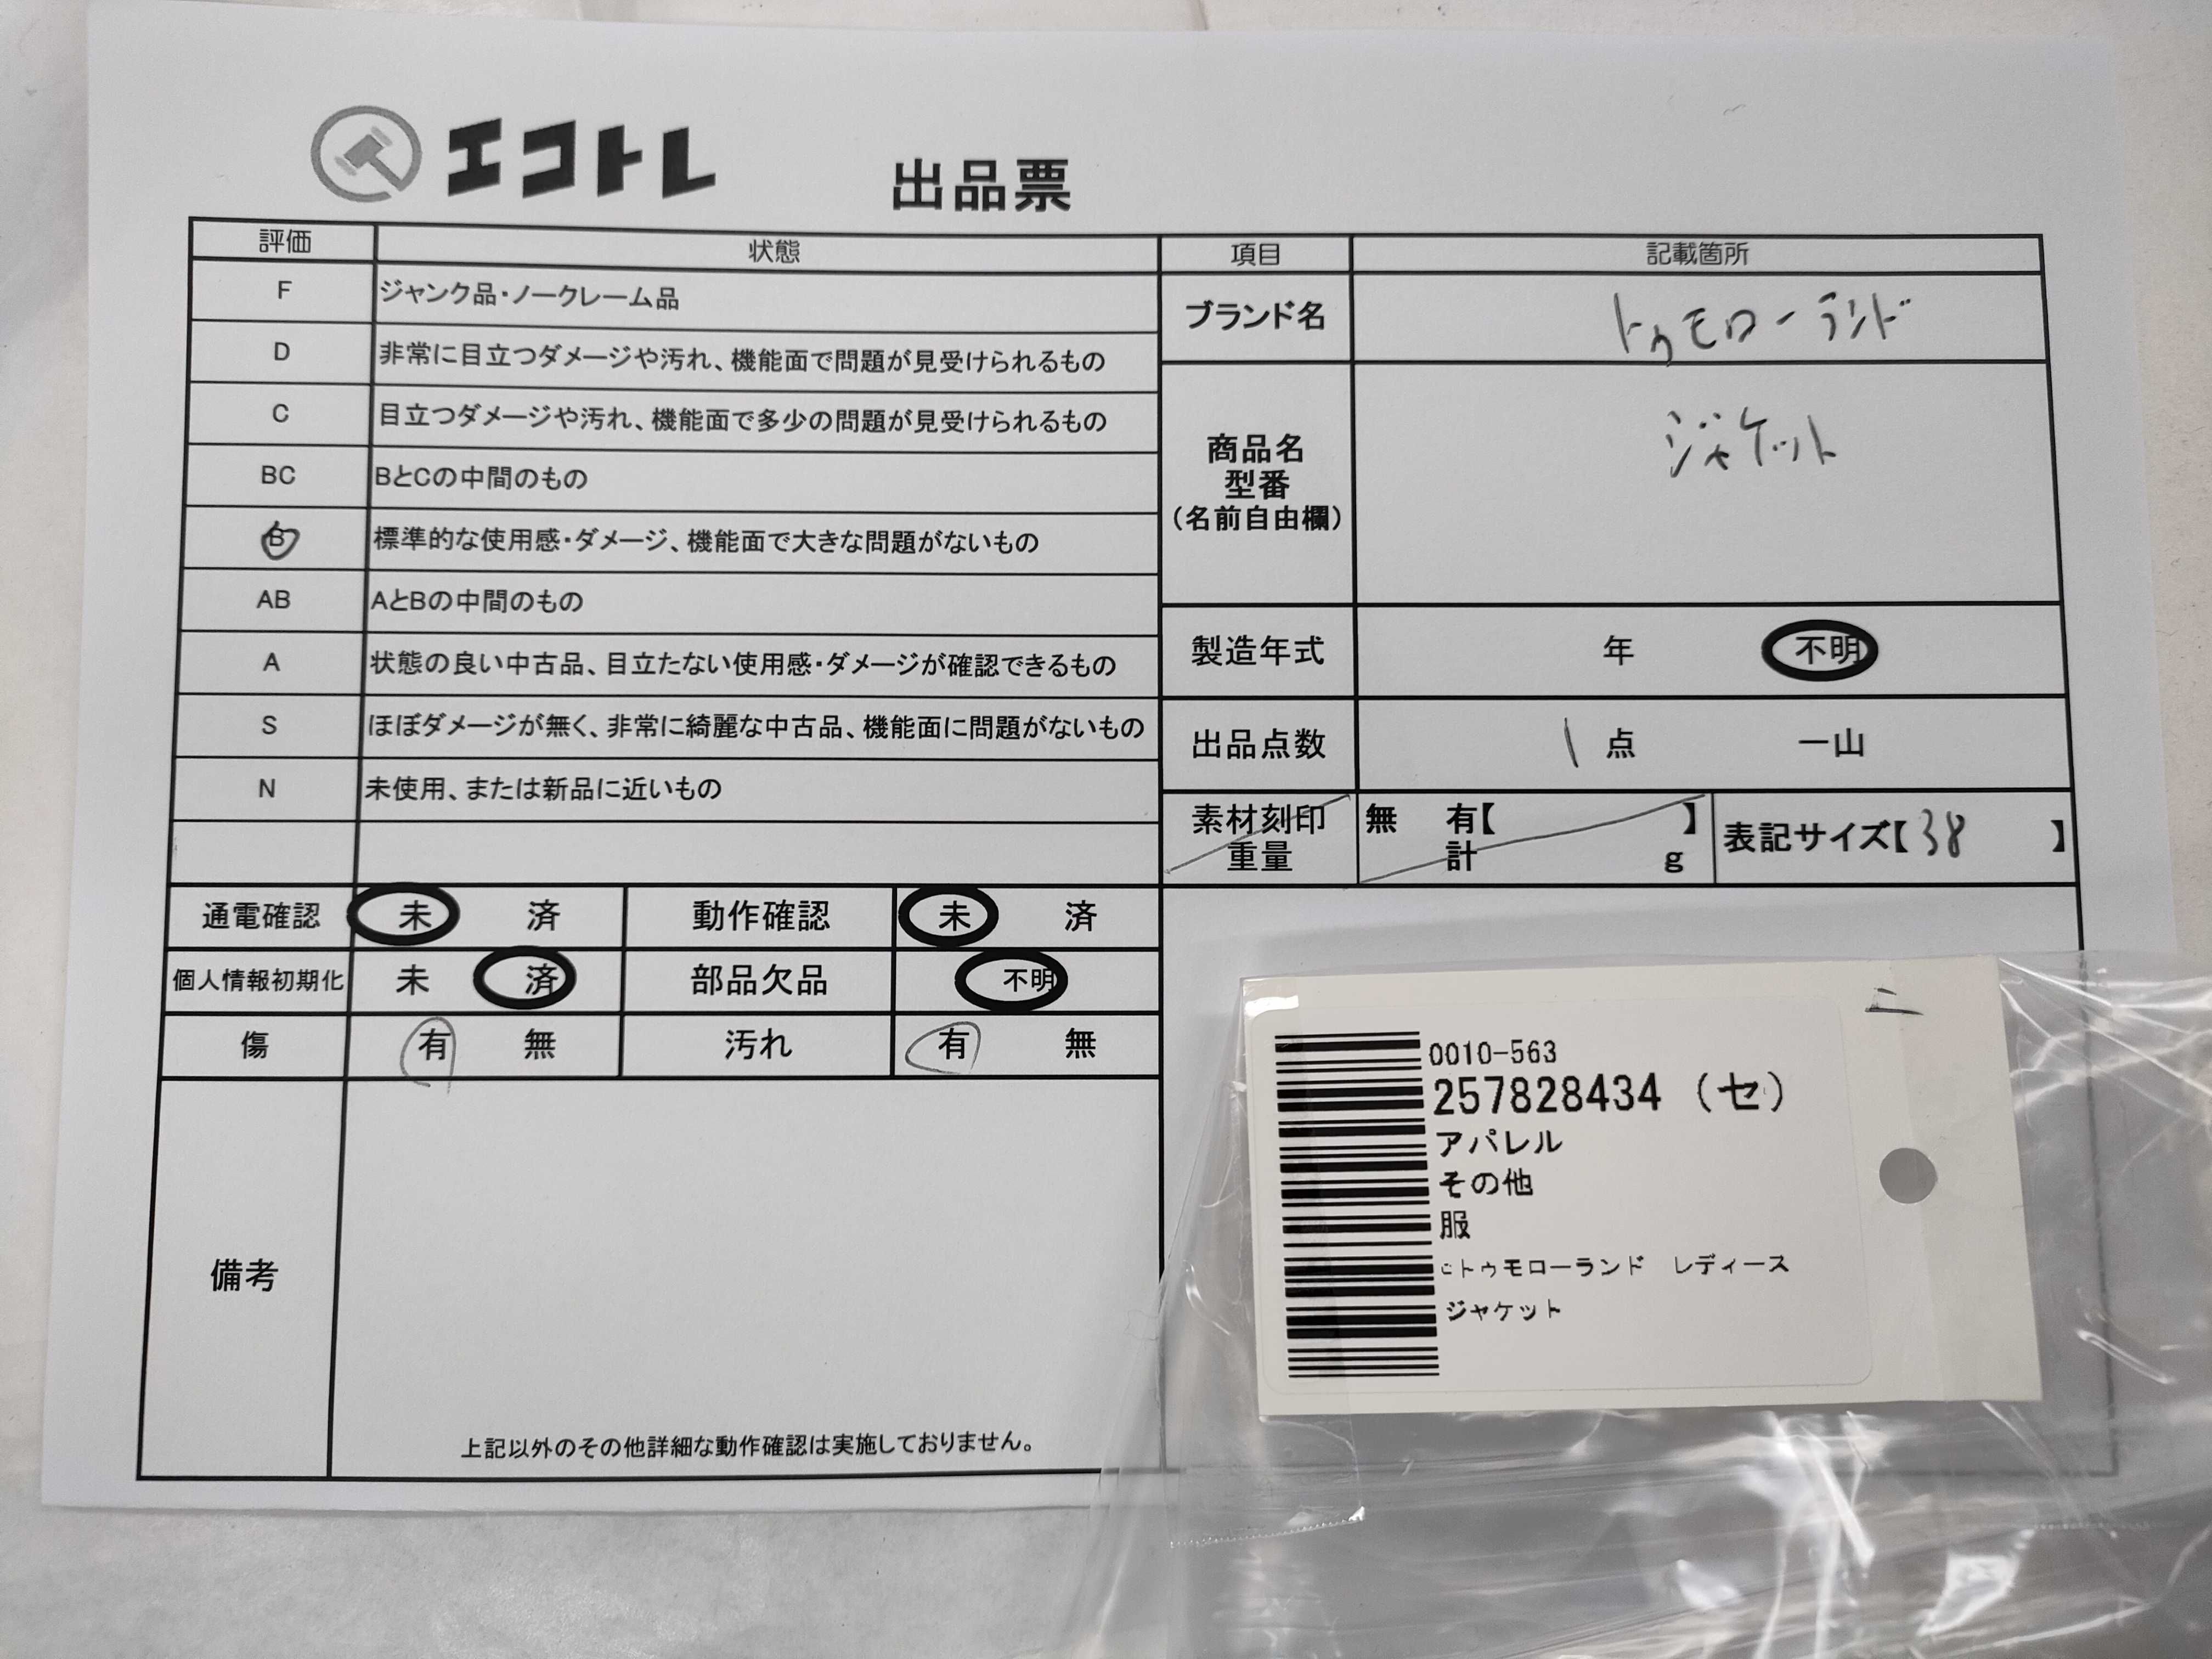 エコトレ 出品票
評価 状態 項目 記載箇所
F ジャンク品・ノークレーム品
D 非常に目立つダメージや汚れ、機能面で問題が見受けられるもの
C 目立つダメージや汚れ、機能面で多少の問題が見受けられるもの
BC BとCの中間のもの
B 標準的な使用感・ダメージ、機能面で大きな問題がないもの
AB AとBの中間のもの
A 状態の良い中古品、目立たない使用感・ダメージが確認できるもの
S ほぼダメージが無く、非常に綺麗な中古品、機能面に問題がないもの
N 未使用、または新品に近いもの
ブランド名 トゥモローランド
商品名
型番
(名前自由欄)
ジャケット
製造年式 年 不明
出品点数 1 点 一山
素材刻印 無 有【 】
重量 計 g
表記サイズ【38 】
通電確認 未 済 動作確認 未 済
個人情報初期化 未 済 部品欠品 不明
傷 有 無 汚れ 有 無
備考
上記以外のその他詳細な動作確認は実施しておりません。
0010-563
257828434 (セ)
アパレル
その他
服
cトゥモローランド レディース
ジャケット